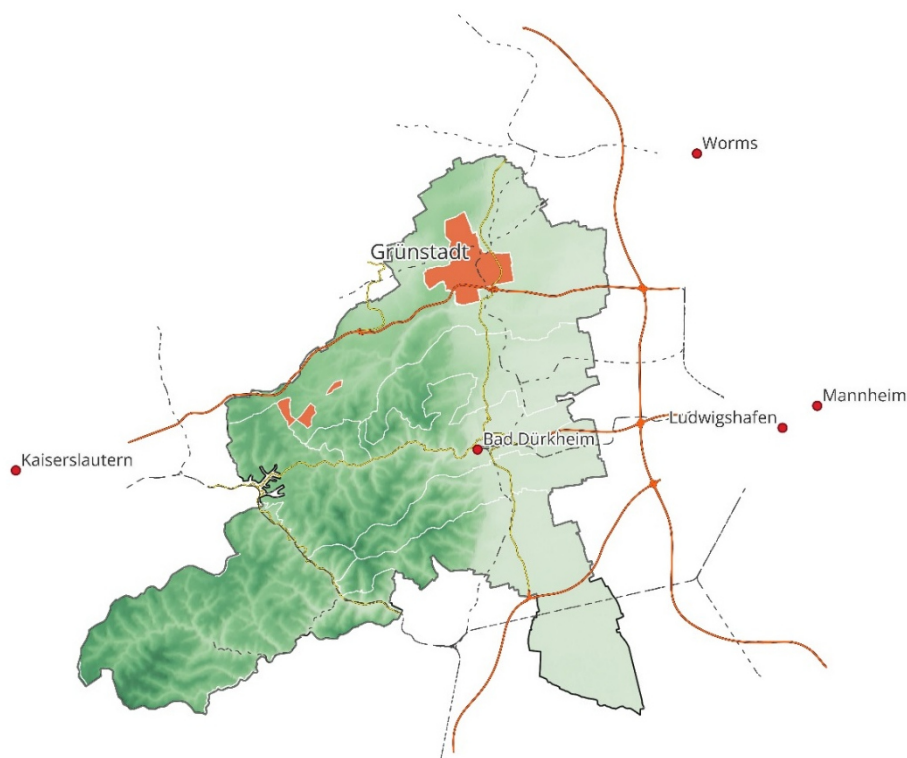 Worms
Grünstadt
Mannheim
Ludwigshafen
Bad Dürkheim
Kaiserslautern